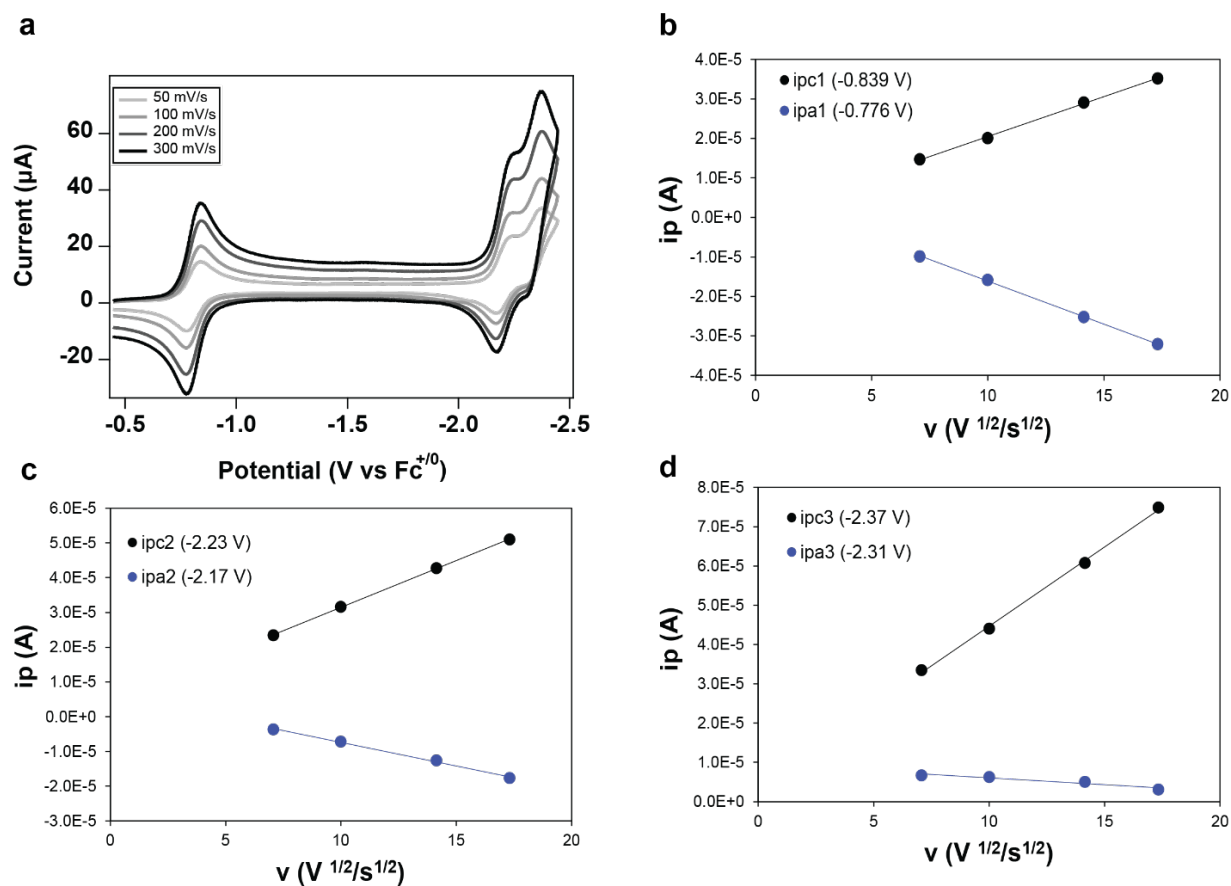 a
Current (µA)
60
40
20
0
-20
50 mV/s
100 mV/s
200 mV/s
300 mV/s
-0.5 -1.0 -1.5 -2.0 -2.5
Potential (V vs Fc+/0)
b
ip (A)
4.0E-5
3.0E-5
2.0E-5
1.0E-5
0.0E+0
-1.0E-5
-2.0E-5
-3.0E-5
-4.0E-5
ipc1 (-0.839 V)
ipa1 (-0.776 V)
0 5 10 15 20
v (V 1/2/s1/2)
c
ip (A)
6.0E-5
5.0E-5
4.0E-5
3.0E-5
2.0E-5
1.0E-5
0.0E+0
-1.0E-5
-2.0E-5
-3.0E-5
ipc2 (-2.23 V)
ipa2 (-2.17 V)
0 5 10 15 20
v (V 1/2/s1/2)
d
ip (A)
8.0E-5
7.0E-5
6.0E-5
5.0E-5
4.0E-5
3.0E-5
2.0E-5
1.0E-5
0.0E+0
ipc3 (-2.37 V)
ipa3 (-2.31 V)
0 5 10 15 20
v (V 1/2/s1/2)